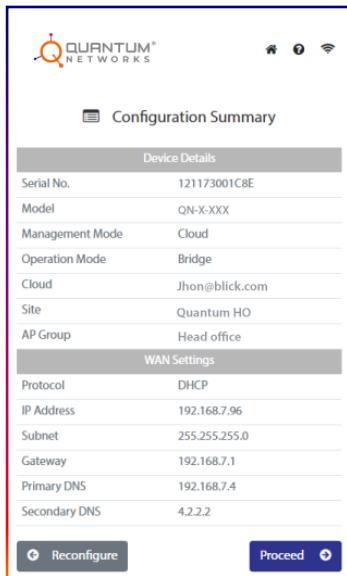 QUANTUM®
NETWORKS
Configuration Summary
Device Details
Serial No. 121173001C8E
Model QN-X-XXX
Management Mode Cloud
Operation Mode Bridge
Cloud Jhon@blick.com
Site Quantum HO
AP Group Head office
WAN Settings
Protocol DHCP
IP Address 192.168.7.96
Subnet 255.255.255.0
Gateway 192.168.7.1
Primary DNS 192.168.7.4
Secondary DNS 4.2.2.2
Reconfigure Proceed